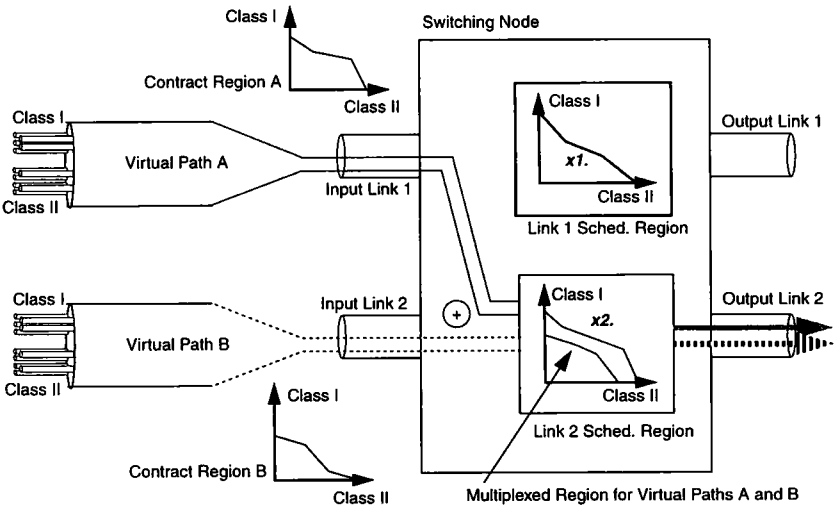 Switching Node
Class I
Contract Region A
Class II
Class I
Virtual Path A
Class II
Input Link 1
Class I
x1.
Class II
Link 1 Sched. Region
Output Link 1
Class I
Virtual Path B
Class II
Input Link 2
+
Class I
x2.
Class II
Link 2 Sched. Region
Output Link 2
Class I
Contract Region B
Class II
Multiplexed Region for Virtual Paths A and B